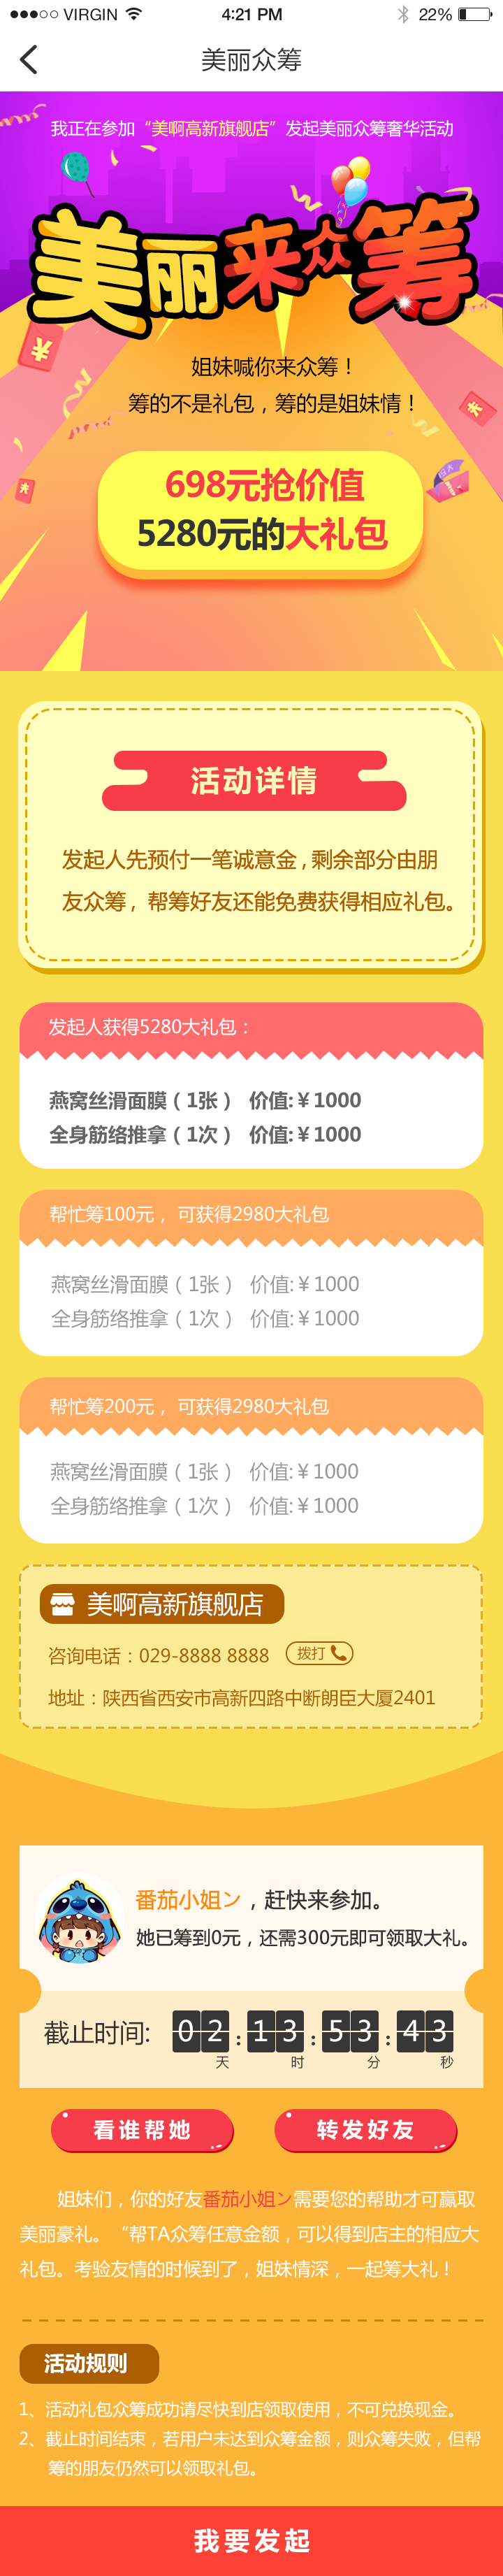 VIRGIN 4:21 PM 22%
美丽众筹
我正在参加“美啊高新旗舰店”发起美丽众筹奢华活动
美丽来众筹
姐妹喊你来众筹！
筹的不是礼包，筹的是姐妹情！
698元抢价值
5280元的大礼包
活动详情
发起人先预付一笔诚意金，剩余部分由朋
友众筹，帮筹好友还能免费获得相应礼包。
发起人获得5280大礼包：
燕窝丝滑面膜（1张） 价值:￥1000
全身筋络推拿（1次） 价值:￥1000
帮忙筹100元， 可获得2980大礼包
燕窝丝滑面膜（1张） 价值:￥1000
全身筋络推拿（1次） 价值:￥1000
帮忙筹200元， 可获得2980大礼包
燕窝丝滑面膜（1张） 价值:￥1000
全身筋络推拿（1次） 价值:￥1000
美啊高新旗舰店
咨询电话：029-8888 8888 拨打
地址：陕西省西安市高新四路中断朗臣大厦2401
番茄小姐ン，赶快来参加。
她已筹到0元，还需300元即可领取大礼。
截止时间: 02:13:53:43
天 时 分 秒
看谁帮她 转发好友
姐妹们，你的好友番茄小姐ン需要您的帮助才可赢取
美丽豪礼。“帮TA众筹任意金额，可以得到店主的相应大
礼包。考验友情的时候到了，姐妹情深，一起筹大礼！
活动规则
1、活动礼包众筹成功请尽快到店领取使用，不可兑换现金。
2、截止时间结束，若用户未达到众筹金额，则众筹失败，但帮
筹的朋友仍然可以领取礼包。
我要发起